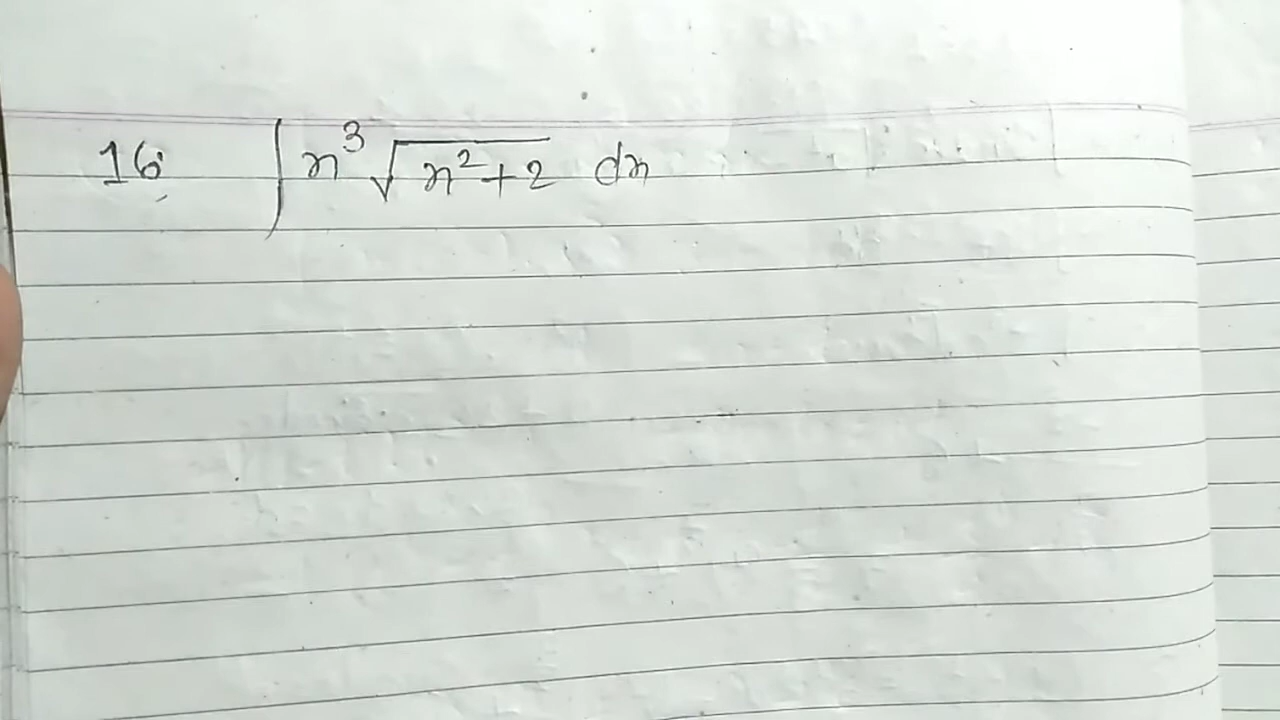 16. ∫ x³ √(x²+2) dx